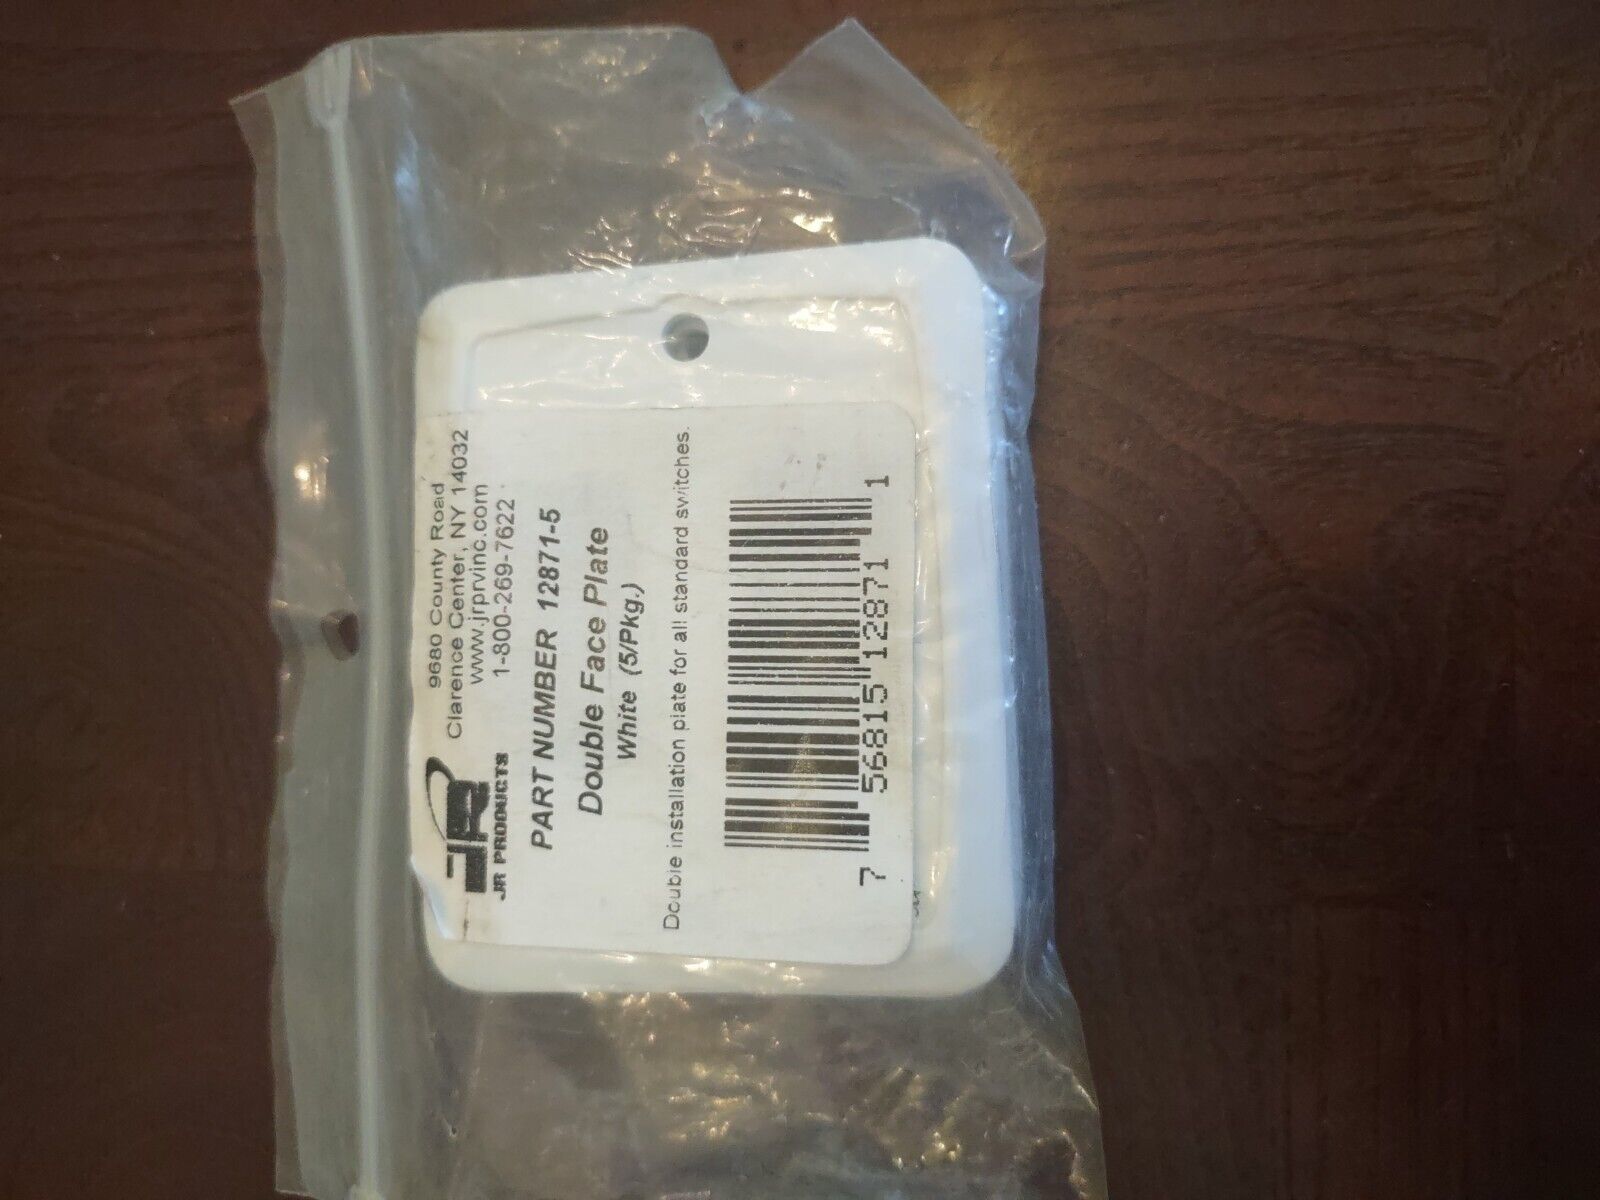 9680 County Road
Clarence Center, NY 14032
www.jrprvinc.com
1-800-269-7622
JR
JR PRODUCTS
PART NUMBER 12871-5
Double Face Plate
White (5/Pkg.)
Double installation plate for all standard switches.
7 56815 12871 1